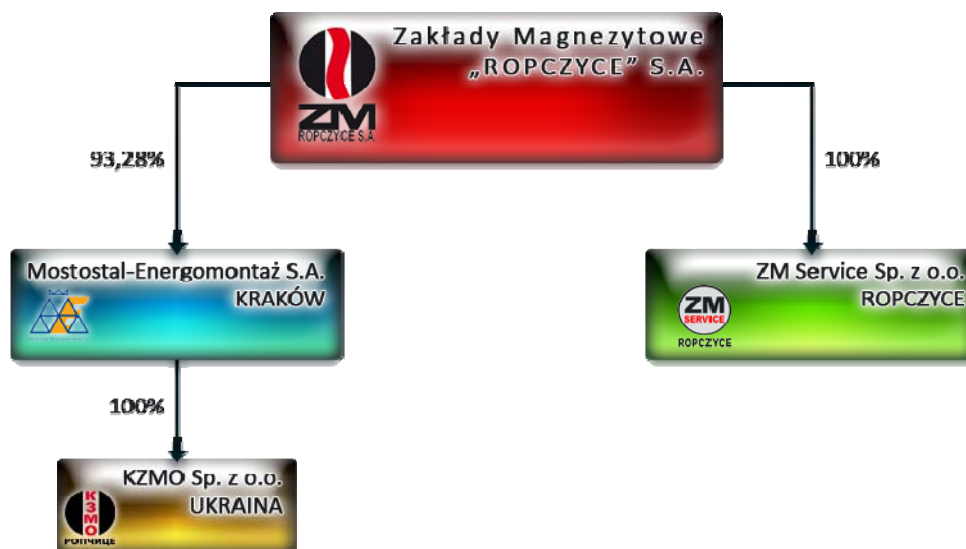 Zakłady Magnezytowe
„ROPCZYCE” S.A.
ZM
ROPCZYCE S.A.
93,28%
100%
Mostostal-Energomontaż S.A.
KRAKÓW
ZM Service Sp. z o.o.
ROPCZYCE
ZM
SERVICE
ROPCZYCE
100%
KZMO Sp. z o.o.
UKRAINA
КЗМО
РОПЧИЦЕ